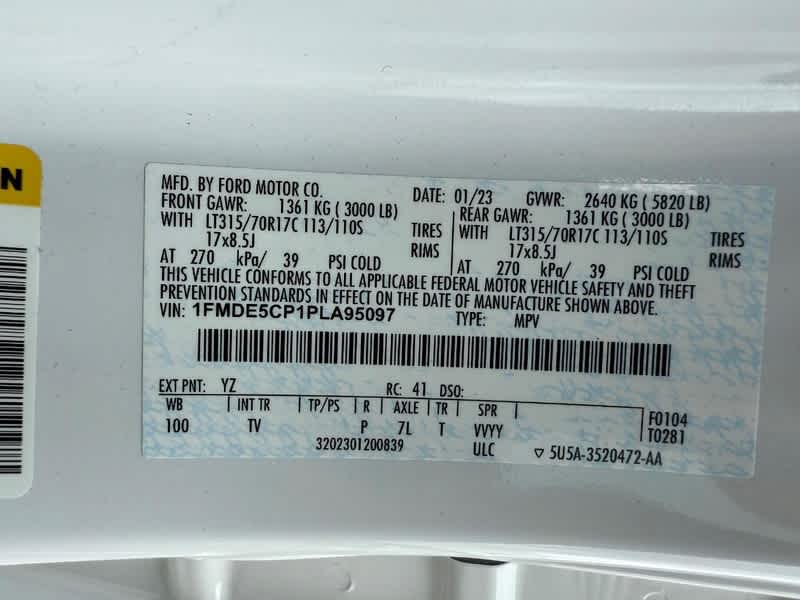 N
MFD. BY FORD MOTOR CO. DATE: 01/23 GVWR: 2640 KG ( 5820 LB)
FRONT GAWR: 1361 KG ( 3000 LB) REAR GAWR: 1361 KG ( 3000 LB)
WITH LT315/70R17C 113/110S TIRES WITH LT315/70R17C 113/110S TIRES
17x8.5J RIMS 17x8.5J RIMS
AT 270 kPa/ 39 PSI COLD AT 270 kPa/ 39 PSI COLD
THIS VEHICLE CONFORMS TO ALL APPLICABLE FEDERAL MOTOR VEHICLE SAFETY AND THEFT
PREVENTION STANDARDS IN EFFECT ON THE DATE OF MANUFACTURE SHOWN ABOVE.
VIN: 1FMDE5CP1PLA95097 TYPE: MPV
EXT PNT: YZ RC: 41 DSO:
WB INT TR TP/PS R AXLE TR SPR F0104
100 TV P 7L T VVYY T0281
3202301200839 ULC ▽ 5U5A-3520472-AA